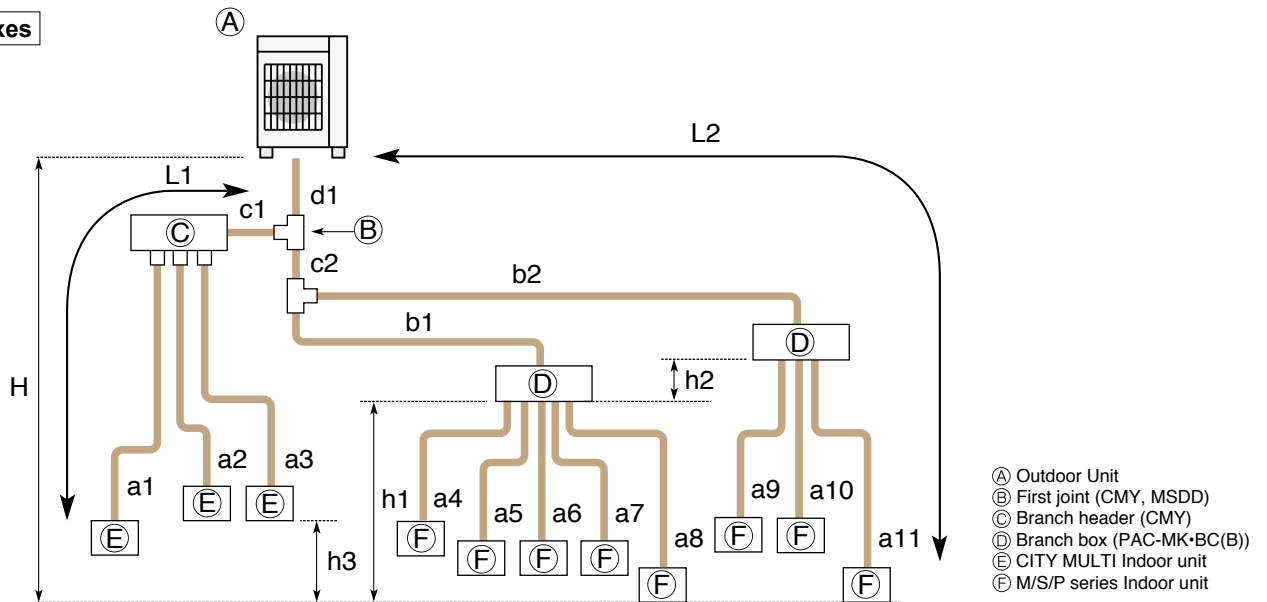 xes
Ⓐ
L2
L1
d1
c1
Ⓒ
Ⓑ
c2
b2
b1
Ⓓ
Ⓓ
h2
H
a1
a2
a3
h1
a4
a5
a6
a7
a8
a9
a10
a11
Ⓔ
Ⓔ
Ⓔ
h3
Ⓕ
Ⓕ
Ⓕ
Ⓕ
Ⓕ
Ⓕ
Ⓕ
Ⓕ
Ⓐ Outdoor Unit
Ⓑ First joint (CMY, MSDD)
Ⓒ Branch header (CMY)
Ⓓ Branch box (PAC-MK•BC(B))
Ⓔ CITY MULTI Indoor unit
Ⓕ M/S/P series Indoor unit